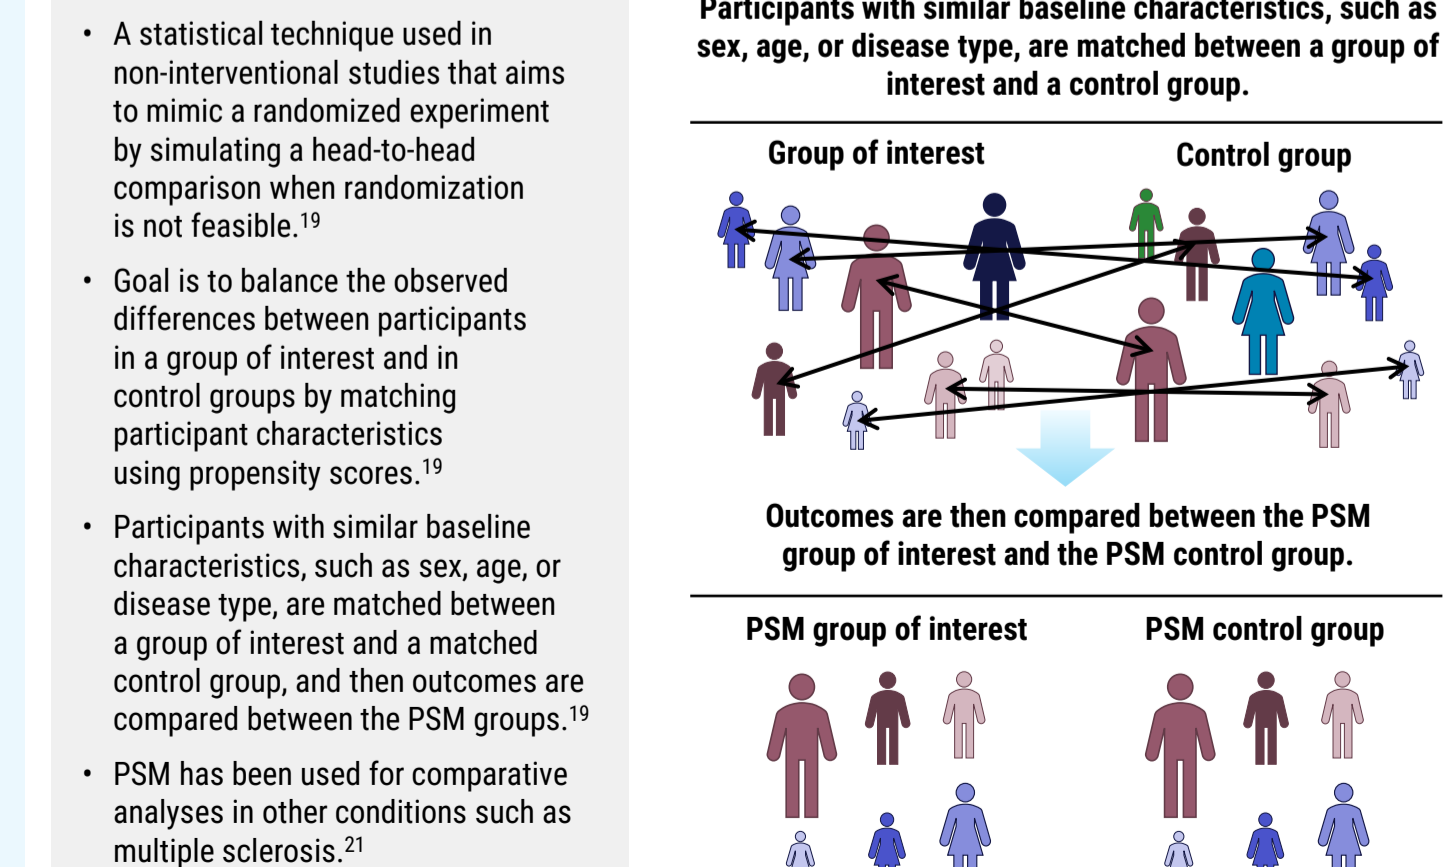 • A statistical technique used in
non-interventional studies that aims
to mimic a randomized experiment
by simulating a head-to-head
comparison when randomization
is not feasible.19
• Goal is to balance the observed
differences between participants
in a group of interest and in
control groups by matching
participant characteristics
using propensity scores.19
• Participants with similar baseline
characteristics, such as sex, age, or
disease type, are matched between
a group of interest and a matched
control group, and then outcomes are
compared between the PSM groups.19
• PSM has been used for comparative
analyses in other conditions such as
multiple sclerosis.21
Participants with similar baseline characteristics, such as
sex, age, or disease type, are matched between a group of
interest and a control group.
Group of interest
Control group
Outcomes are then compared between the PSM
group of interest and the PSM control group.
PSM group of interest
PSM control group